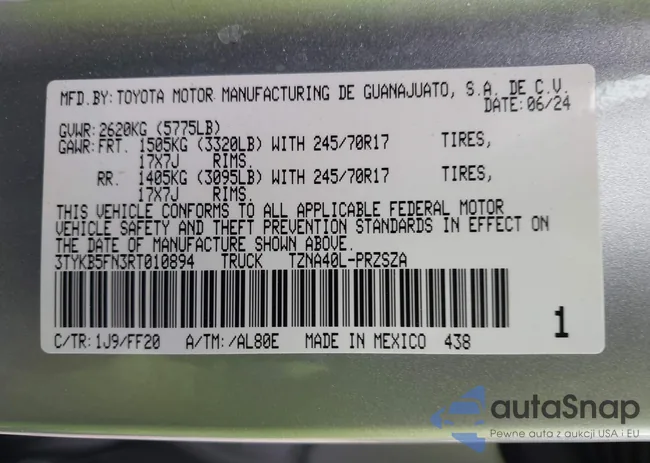 MFD.BY: TOYOTA MOTOR MANUFACTURING DE GUANAJUATO, S.A. DE C.V.
DATE: 06/24
GVWR: 2620KG (5775LB)
GAWR: FRT. 1505KG (3320LB) WITH 245/70R17 TIRES,
17X7J RIMS.
RR. 1405KG (3095LB) WITH 245/70R17 TIRES,
17X7J RIMS.
THIS VEHICLE CONFORMS TO ALL APPLICABLE FEDERAL MOTOR
VEHICLE SAFETY AND THEFT PREVENTION STANDARDS IN EFFECT ON
THE DATE OF MANUFACTURE SHOWN ABOVE.
3TYKB5FN3RT010894 TRUCK TZNA40L-PRZSZA
1
C/TR: 1J9/FF20 A/TM: /AL80E MADE IN MEXICO 438
autaSnap
Pewne auta z aukcji USA i EU